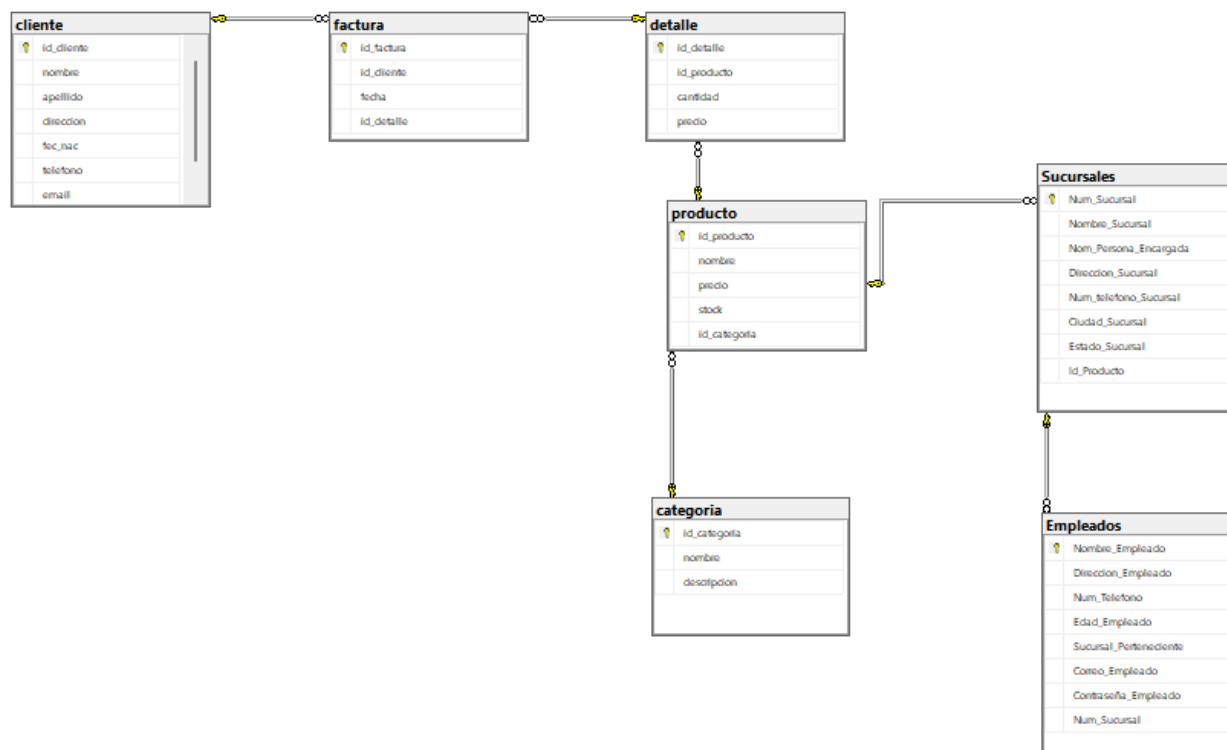 cliente
id_cliente
nombre
apellido
direccion
fec_nac
telefono
email
factura
id_factura
id_cliente
fecha
id_detalle
detalle
id_detalle
id_producto
cantidad
precio
producto
id_producto
nombre
precio
stock
id_categoria
Sucursales
Num_Sucursal
Nombre_Sucursal
Nom_Persona_Encargada
Direccion_Sucursal
Num_telefono_Sucursal
Ciudad_Sucursal
Estado_Sucursal
Id_Producto
categoria
id_categoria
nombre
descripcion
Empleados
Nombre_Empleado
Direccion_Empleado
Num_Telefono
Edad_Empleado
Sucursal_Perteneciente
Correo_Empleado
Contraseña_Empleado
Num_Sucursal